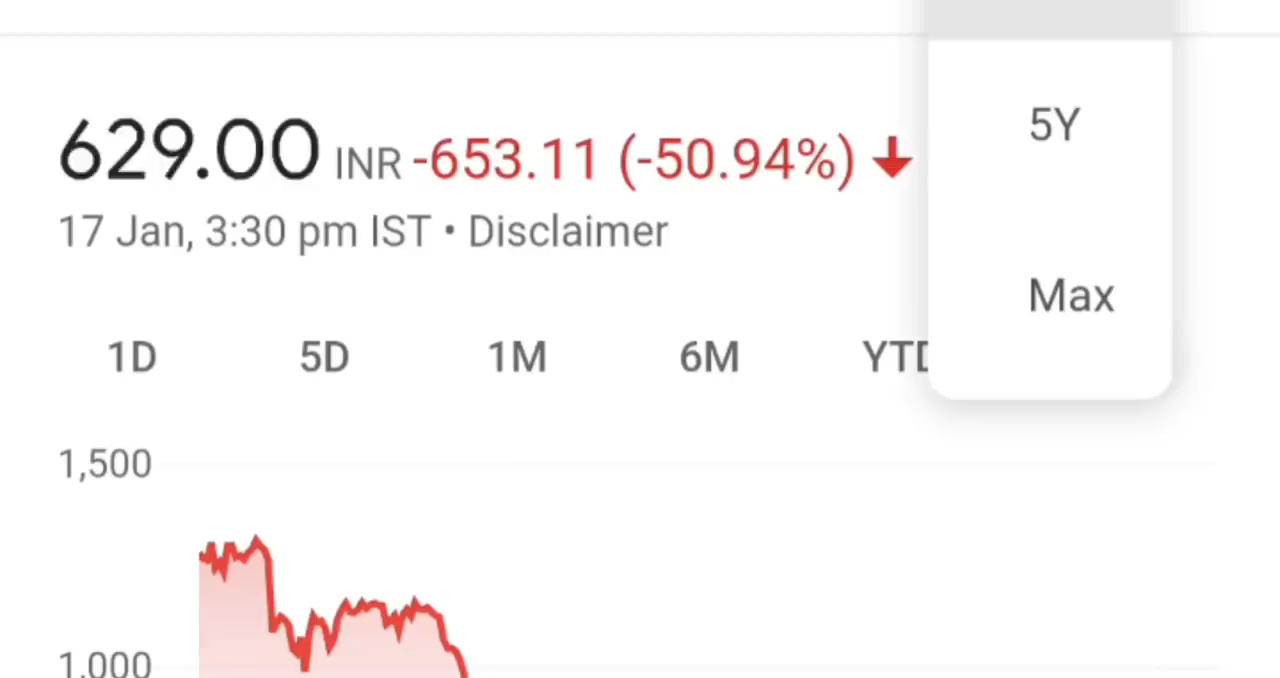 5Y
629.00 INR -653.11 (-50.94%)
17 Jan, 3:30 pm IST • Disclaimer
Max
1D 5D 1M 6M YTD
1,500
1,000